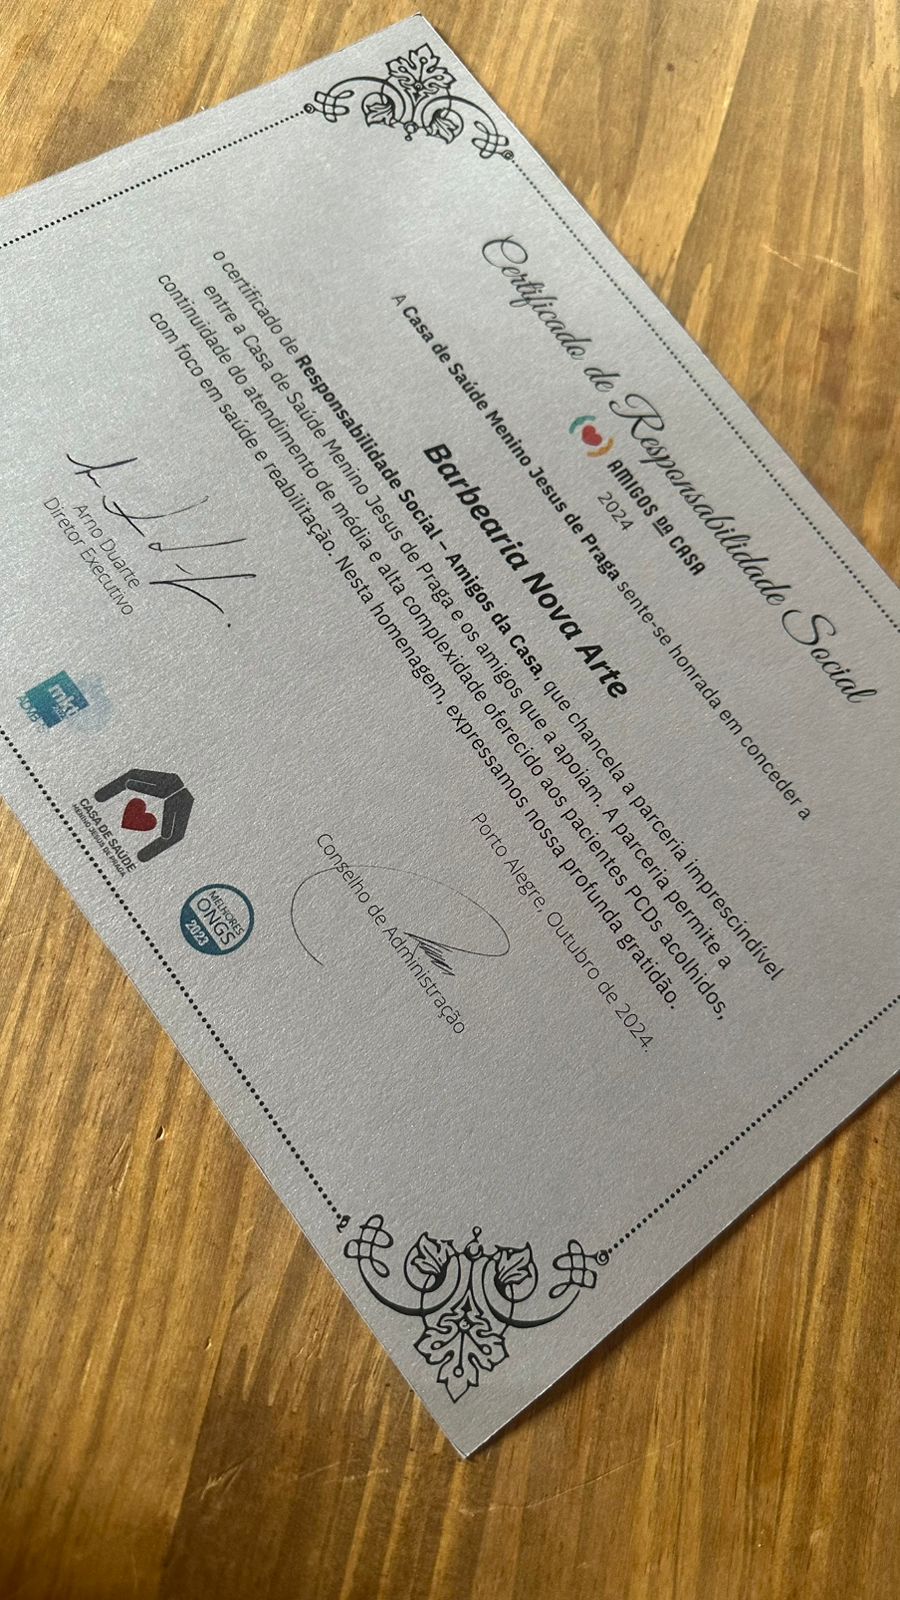 Certificado de Responsabilidade Social
AMIGOS DA CASA
2024
A Casa de Saúde Menino Jesus de Praga sente-se honrada em conceder a
Barbearia Nova Arte
o certificado de Responsabilidade Social – Amigos da Casa, que chancela a parceria imprescindível
entre a Casa de Saúde Menino Jesus de Praga e os amigos que a apoiam. A parceria permite a
continuidade do atendimento de média e alta complexidade oferecido aos pacientes PCDs acolhidos,
com foco em saúde e reabilitação. Nesta homenagem, expressamos nossa profunda gratidão.
Porto Alegre, Outubro de 2024.
Arno Duarte
Diretor Executivo
Conselho de Administração
CASA DE SAÚDE
MENINO JESUS DE PRAGA
MELHORES
ONGS
2023